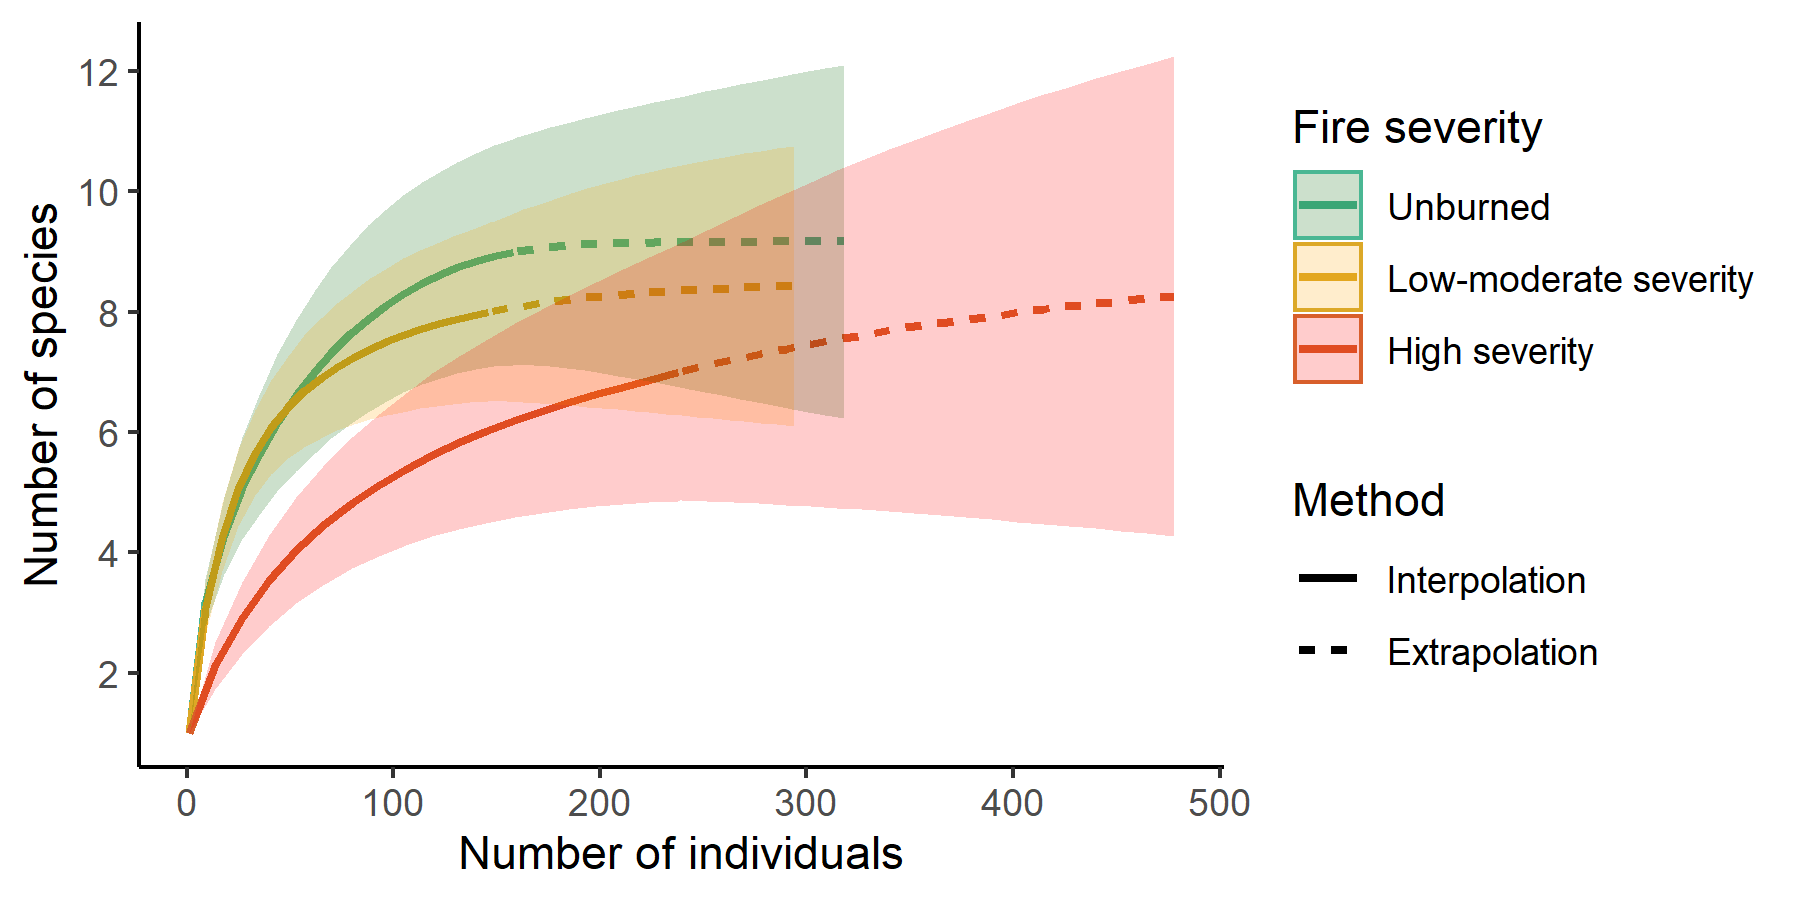 Number of species
12
10
8
6
4
2
0 100 200 300 400 500
Number of individuals
Fire severity
Unburned
Low-moderate severity
High severity
Method
Interpolation
Extrapolation